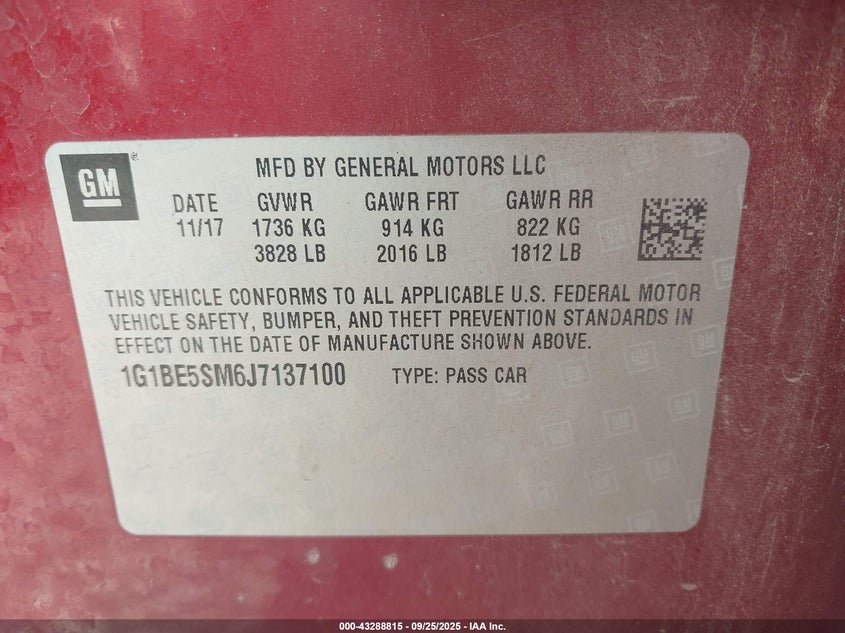 GM
MFD BY GENERAL MOTORS LLC
DATE GVWR GAWR FRT GAWR RR
11/17 1736 KG 914 KG 822 KG
3828 LB 2016 LB 1812 LB
THIS VEHICLE CONFORMS TO ALL APPLICABLE U.S. FEDERAL MOTOR
VEHICLE SAFETY, BUMPER, AND THEFT PREVENTION STANDARDS IN
EFFECT ON THE DATE OF MANUFACTURE SHOWN ABOVE.
1G1BE5SM6J7137100 TYPE: PASS CAR
000-43288815 - 09/25/2025 - IAA Inc.